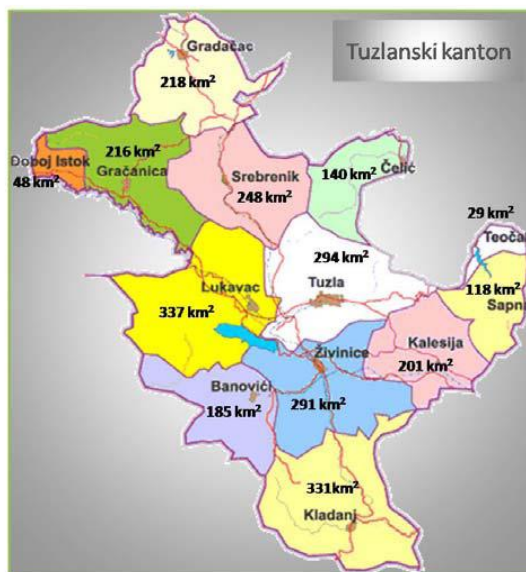 Tuzlanski kanton
Gradačac
218 km²
216 km²
Doboj Istok
48 km²
Gračanica
Srebrenik
248 km²
140 km²
Čelić
29 km²
Teočak
118 km²
Sapna
294 km²
Tuzla
Lukavac
337 km²
Kalesija
201 km²
Živinice
291 km²
Banovići
185 km²
331km²
Kladanj